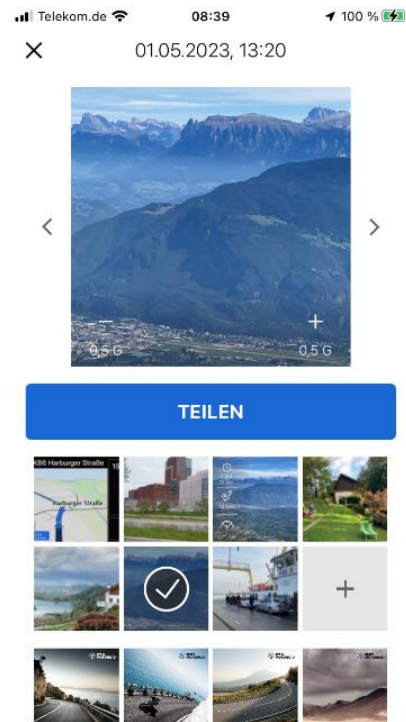 Telekom.de
08:39
100 %
01.05.2023, 13:20
0,5 G
0,5 G
TEILEN
K86 Harburger Straße
Harburger Straße